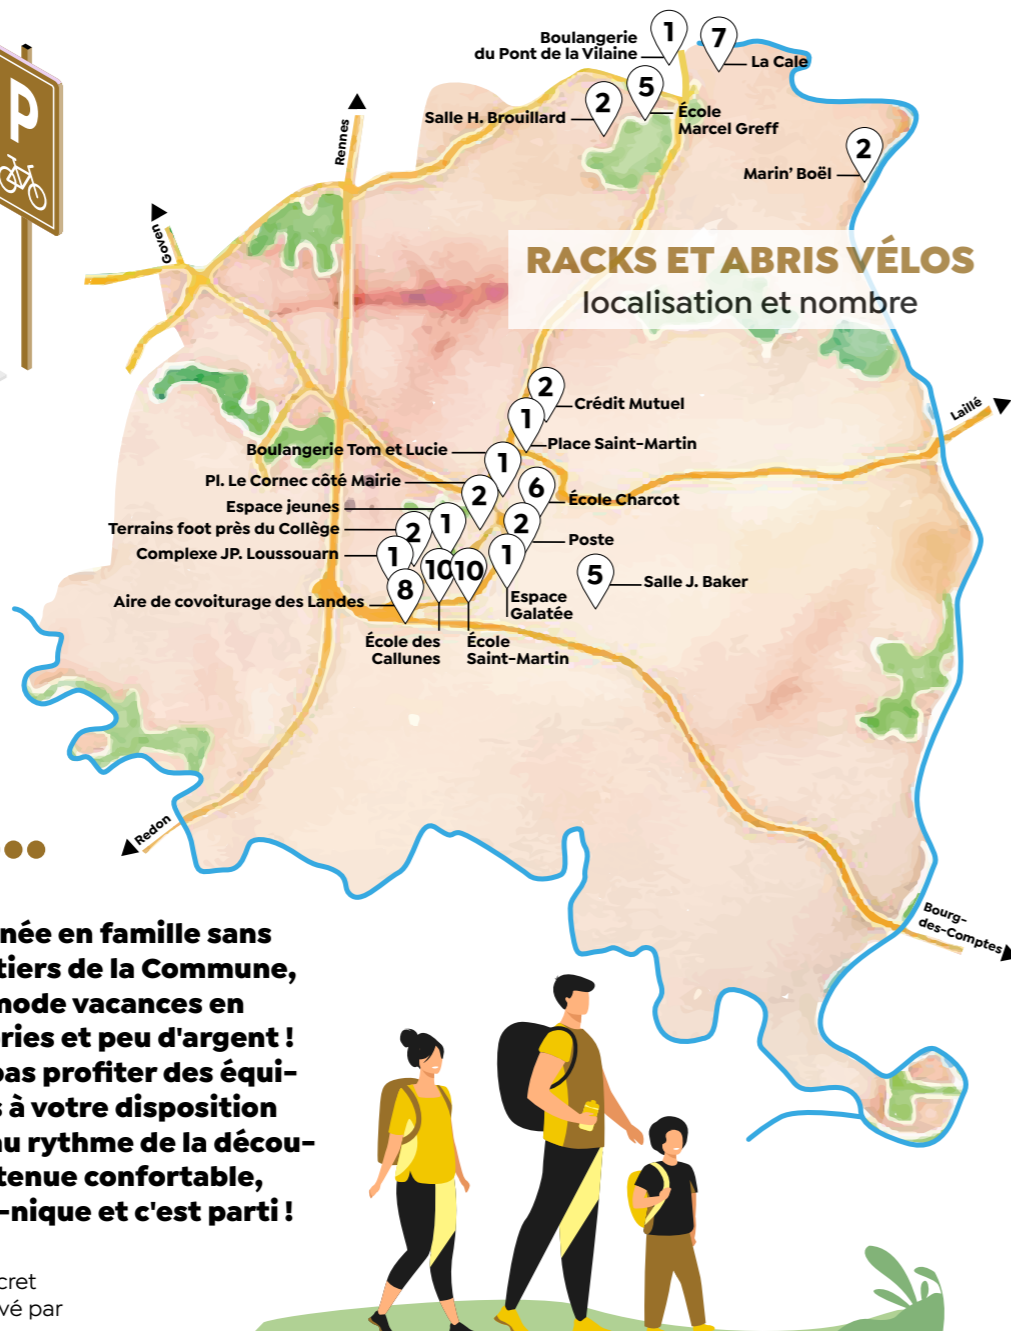 P
Boulangerie
du Pont de la Vilaine
1
7
La Cale
5
École
Marcel Greff
2
Salle H. Brouillard
2
Marin' Boël
Rennes
Goven
RACKS ET ABRIS VÉLOS
localisation et nombre
Laillé
2
Crédit Mutuel
1
Place Saint-Martin
Boulangerie Tom et Lucie
1
Pl. Le Cornec côté Mairie
2
6
École Charcot
Espace jeunes
1
Terrains foot près du Collège
2
2
Poste
Complexe JP. Loussouarn
1
10
10
1
5
Salle J. Baker
Aire de covoiturage des Landes
8
Espace
Galatée
École des
Callunes
École
Saint-Martin
Redon
Bourg-
des-Comptes
née en famille sans
tiers de la Commune,
mode vacances en
ries et peu d'argent !
pas profiter des équi-
s à votre disposition
au rythme de la décou-
tenue confortable,
-nique et c'est parti !
cret
vé par